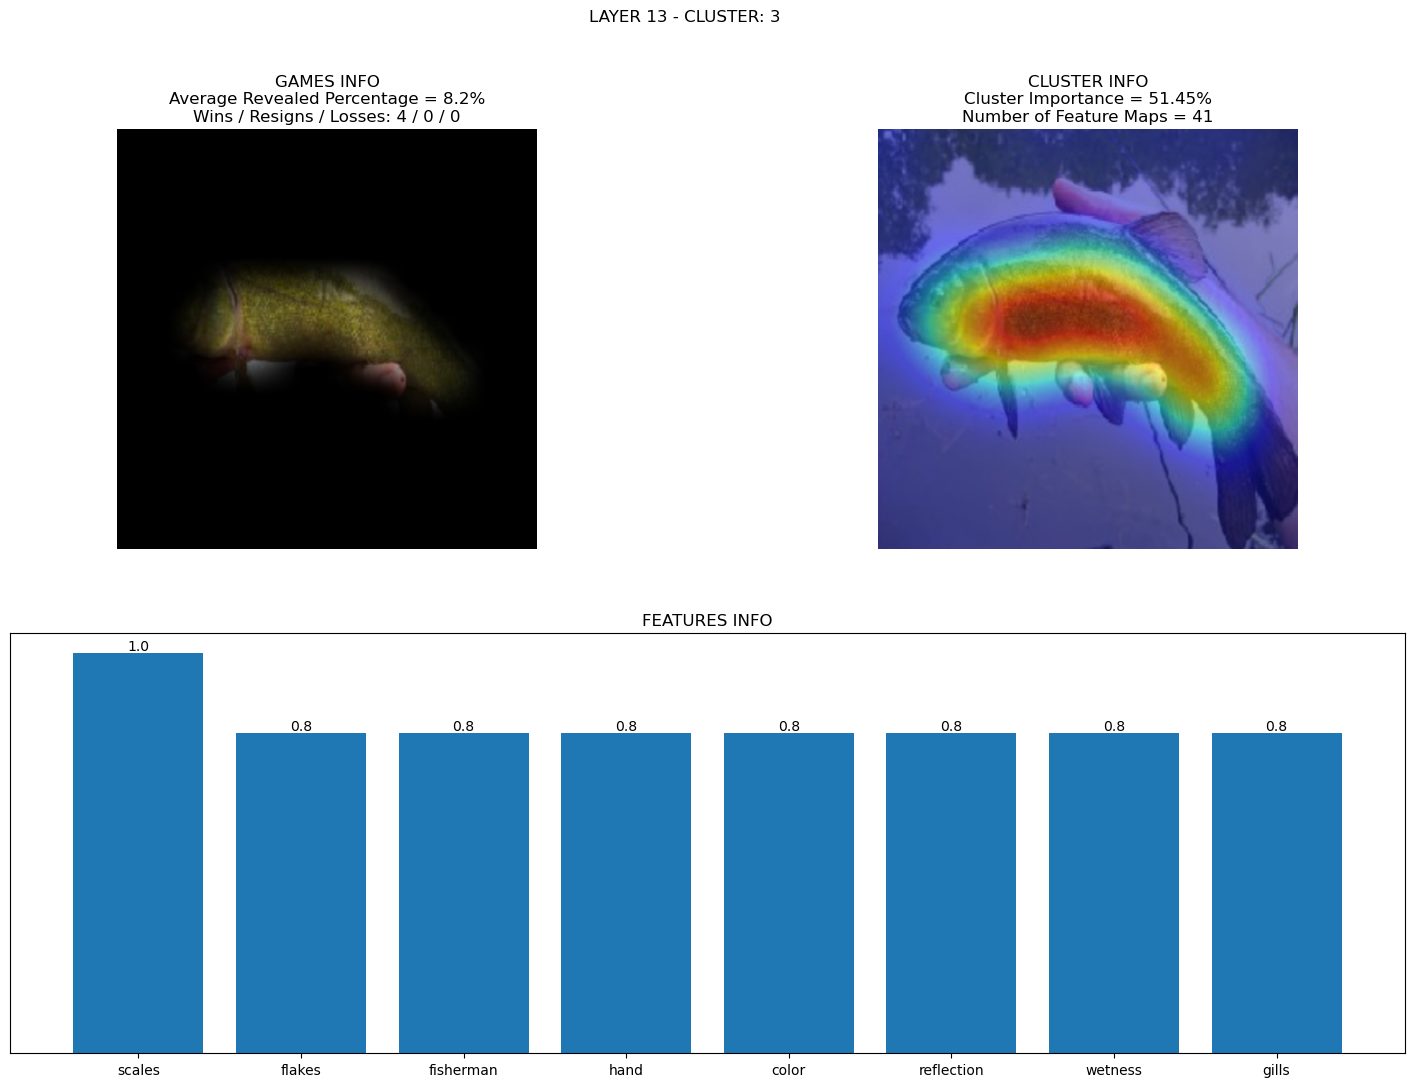 LAYER 13 - CLUSTER: 3
GAMES INFO
Average Revealed Percentage = 8.2%
Wins / Resigns / Losses: 4 / 0 / 0
CLUSTER INFO
Cluster Importance = 51.45%
Number of Feature Maps = 41
FEATURES INFO
1.0
0.8 0.8 0.8 0.8 0.8 0.8 0.8
scales flakes fisherman hand color reflection wetness gills